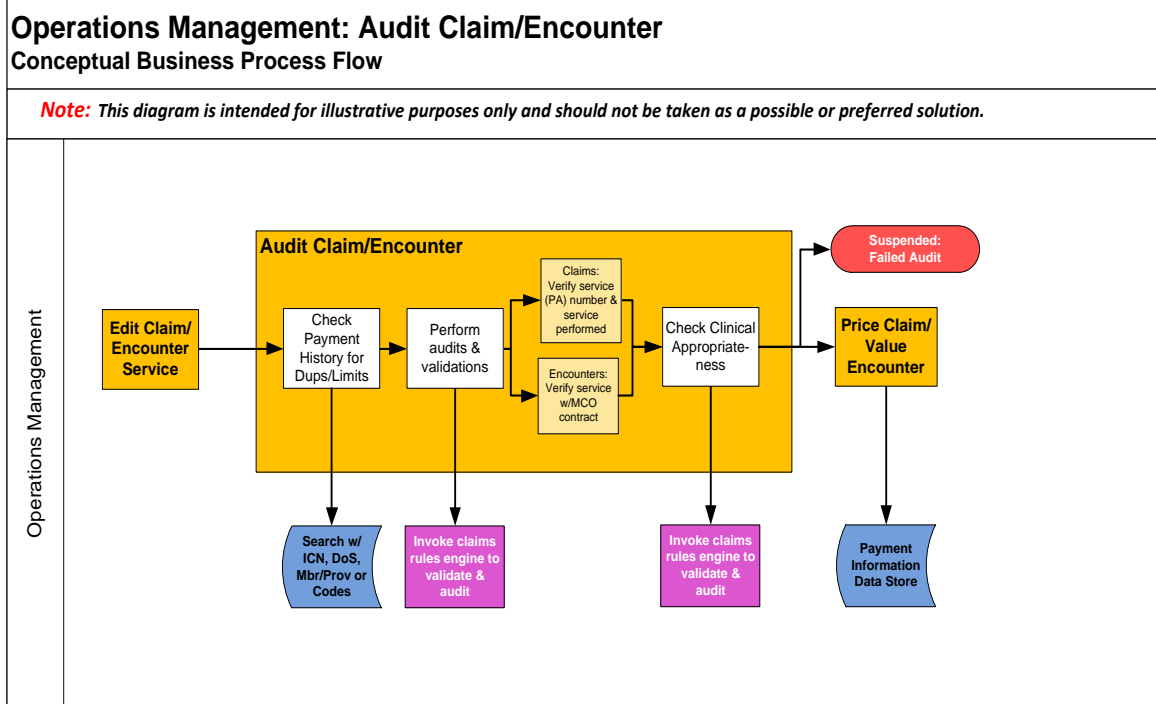 Operations Management: Audit Claim/Encounter
Conceptual Business Process Flow
Note: This diagram is intended for illustrative purposes only and should not be taken as a possible or preferred solution.
Operations Management
Edit Claim/
Encounter
Service
Audit Claim/Encounter
Check
Payment
History for
Dups/Limits
Perform
audits &
validations
Claims:
Verify service
(PA) number &
service
performed
Encounters:
Verify service
w/MCO
contract
Check Clinical
Appropriate-
ness
Suspended:
Failed Audit
Price Claim/
Value
Encounter
Search w/
ICN, DoS,
Mbr/Prov or
Codes
Invoke claims
rules engine to
validate &
audit
Invoke claims
rules engine to
validate &
audit
Payment
Information
Data Store